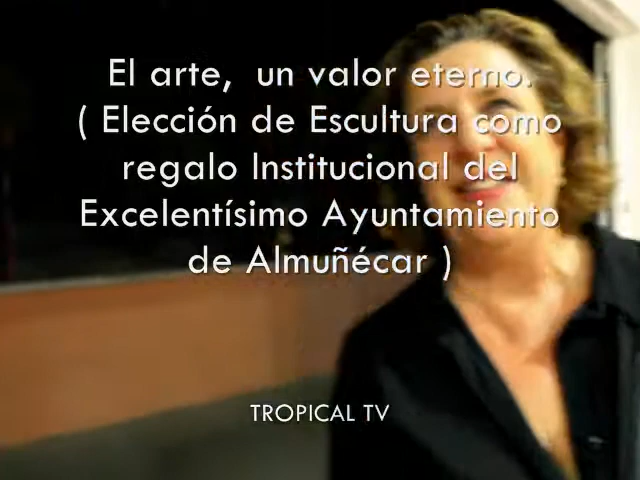 El arte, un valor eterno.
( Elección de Escultura como
regalo Institucional del
Excelentísimo Ayuntamiento
de Almuñécar )
TROPICAL TV